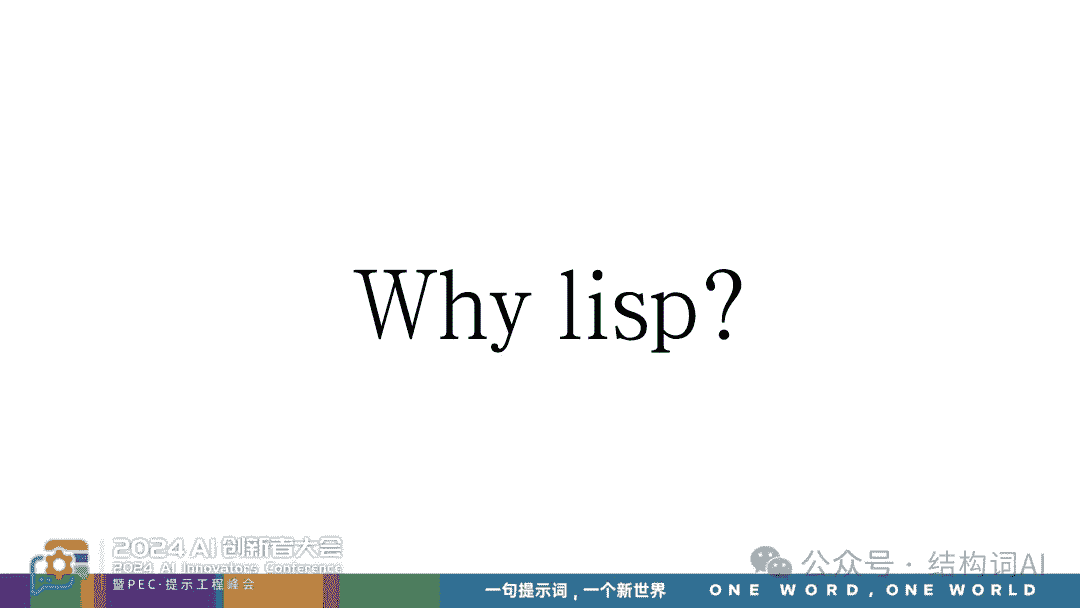 Why lisp?
2024 AI 创新者大会
2024 AI Innovators Conference
暨PEC·提示工程峰会
公众号 · 结构词AI
一句提示词,一个新世界
ONE WORD, ONE WORLD